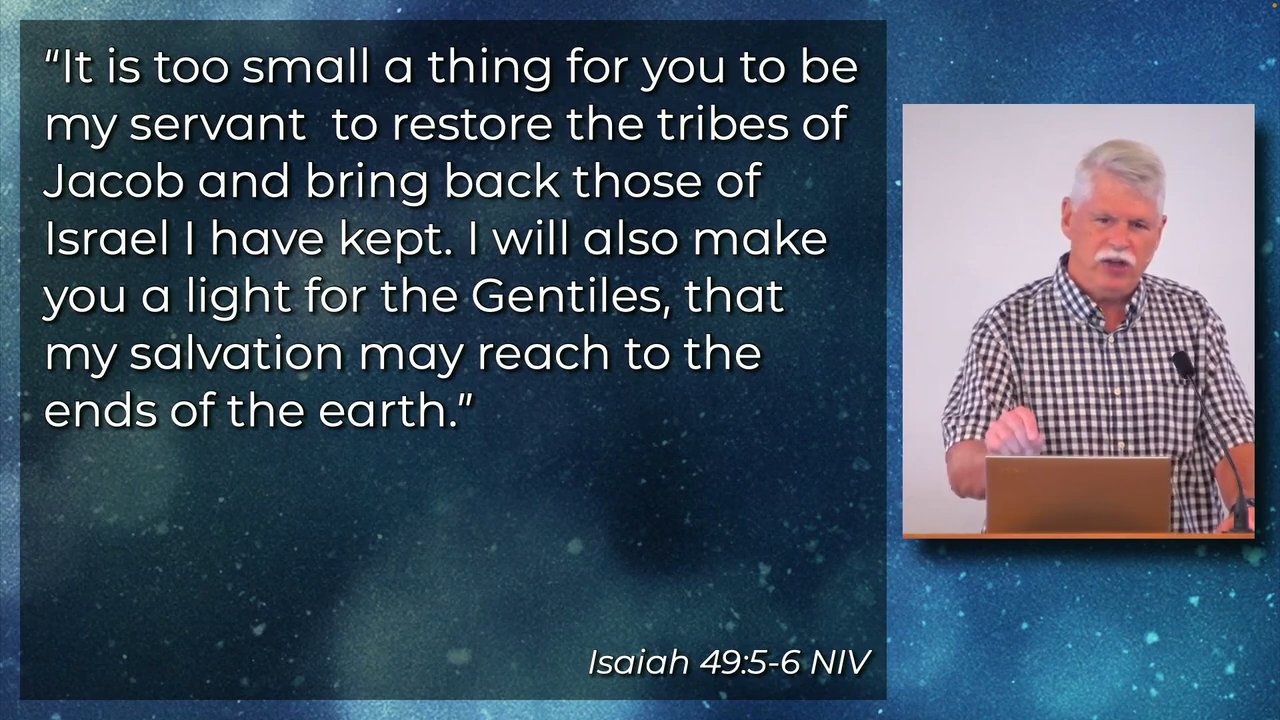 “It is too small a thing for you to be
my servant  to restore the tribes of
Jacob and bring back those of
Israel I have kept. I will also make
you a light for the Gentiles, that
my salvation may reach to the
ends of the earth.”
Isaiah 49:5-6 NIV